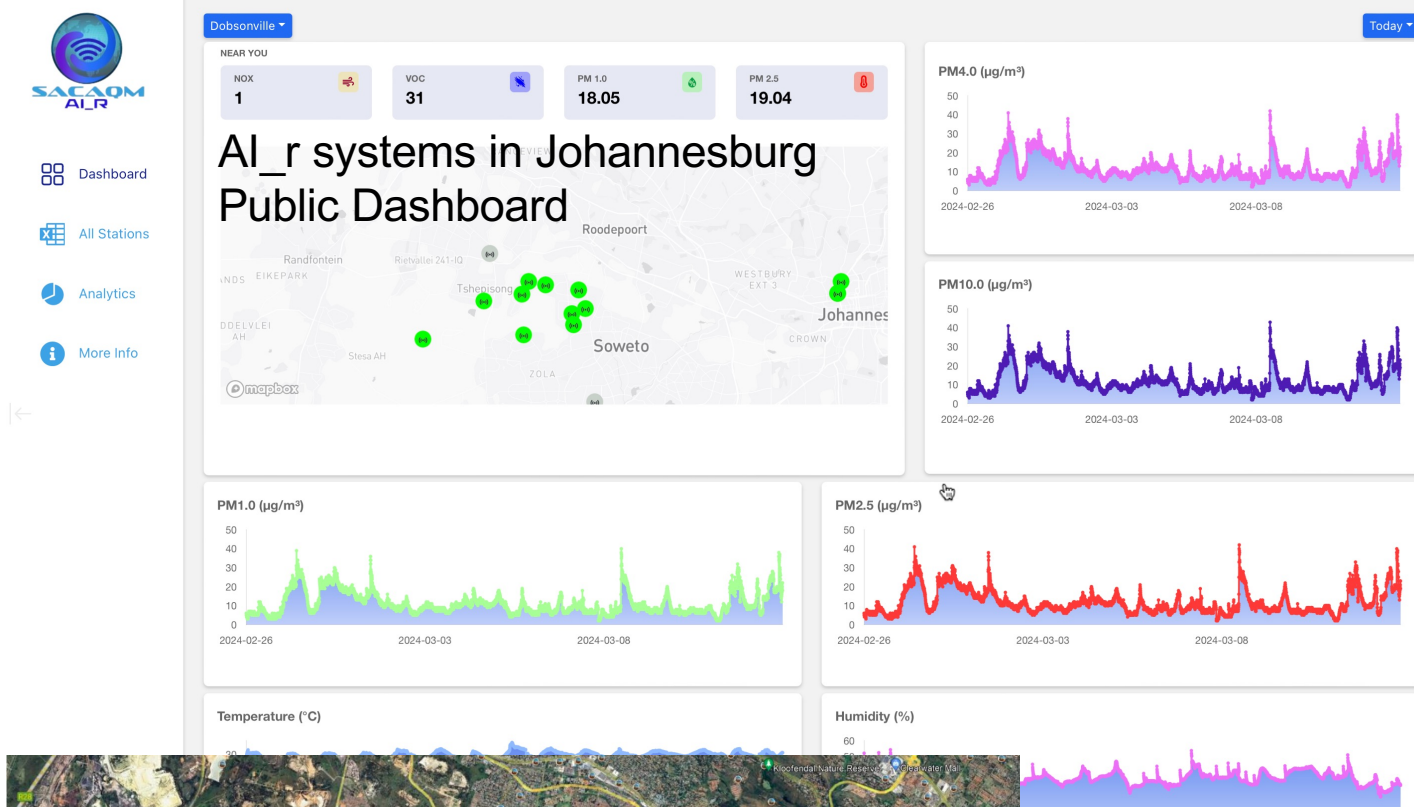 SACAQM
AI_R
Dashboard
All Stations
Analytics
More Info
Dobsonville
Today
NEAR YOU
NOX
1
VOC
31
PM 1.0
18.05
PM 2.5
19.04
AI_r systems in Johannesburg
Public Dashboard
Roodepoort
Randfontein
Rietvallei 241-IQ
EIKEPARK
Tshepisong
WESTBURY
EXT 3
Johannes
DDELVLEI
AH
Stesa AH
Soweto
CROWN
ZOLA
mapbox
PM4.0 (µg/m³)
50
40
30
20
10
0
2024-02-26 2024-03-03 2024-03-08
PM10.0 (µg/m³)
50
40
30
20
10
0
2024-02-26 2024-03-03 2024-03-08
PM1.0 (µg/m³)
50
40
30
20
10
0
2024-02-26 2024-03-03 2024-03-08
PM2.5 (µg/m³)
50
40
30
20
10
0
2024-02-26 2024-03-03 2024-03-08
Temperature (°C)
30
Humidity (%)
60
Kloofendal Nature Reserve
Clearwater Mall